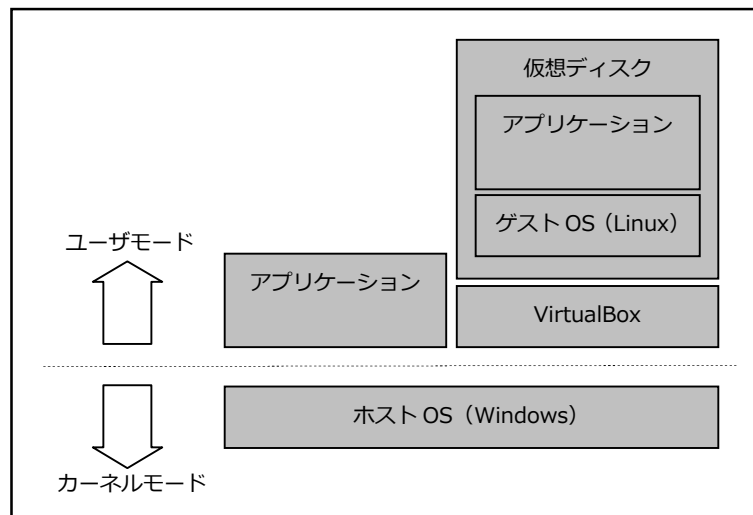 仮想ディスク
アプリケーション
ゲスト OS（Linux）
ユーザモード
アプリケーション
VirtualBox
ホスト OS（Windows）
カーネルモード